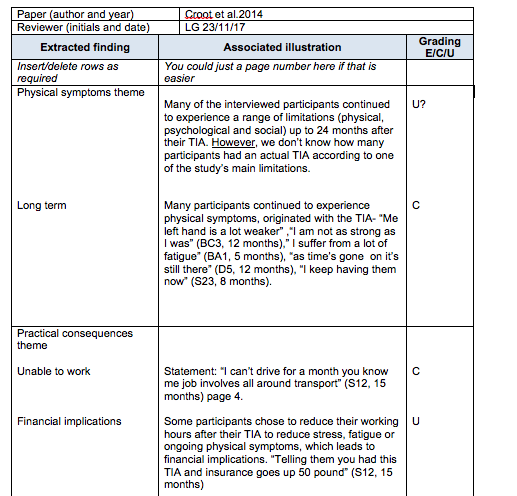 Paper (author and year) Croot et al.2014
Reviewer (initials and date) LG 23/11/17
Extracted finding Associated illustration Grading E/C/U
Insert/delete rows as required You could just a page number here if that is easier
Physical symptoms theme
Many of the interviewed participants continued
to experience a range of limitations (physical,
psychological and social) up to 24 months after
their TIA. However, we don't know how many
participants had an actual TIA according to one
of the study's main limitations.
U?
Long term
Many participants continued to experience
physical symptoms, originated with the TIA- “Me
left hand is a lot weaker” ,“I am not as strong as
I was” (BC3, 12 months),” I suffer from a lot of
fatigue” (BA1, 5 months), “as time’s gone  on it’s
still there” (D5, 12 months), “I keep having them
now” (S23, 8 months).
C
Practical consequences
theme
Unable to work
Statement: “I can’t drive for a month you know
me job involves all around transport” (S12, 15
months) page 4.
C
Financial implications
Some participants chose to reduce their working
hours after their TIA to reduce stress, fatigue or
ongoing physical symptoms, which leads to
financial implications. “Telling them you had this
TIA and insurance goes up 50 pound” (S12, 15
months)
U